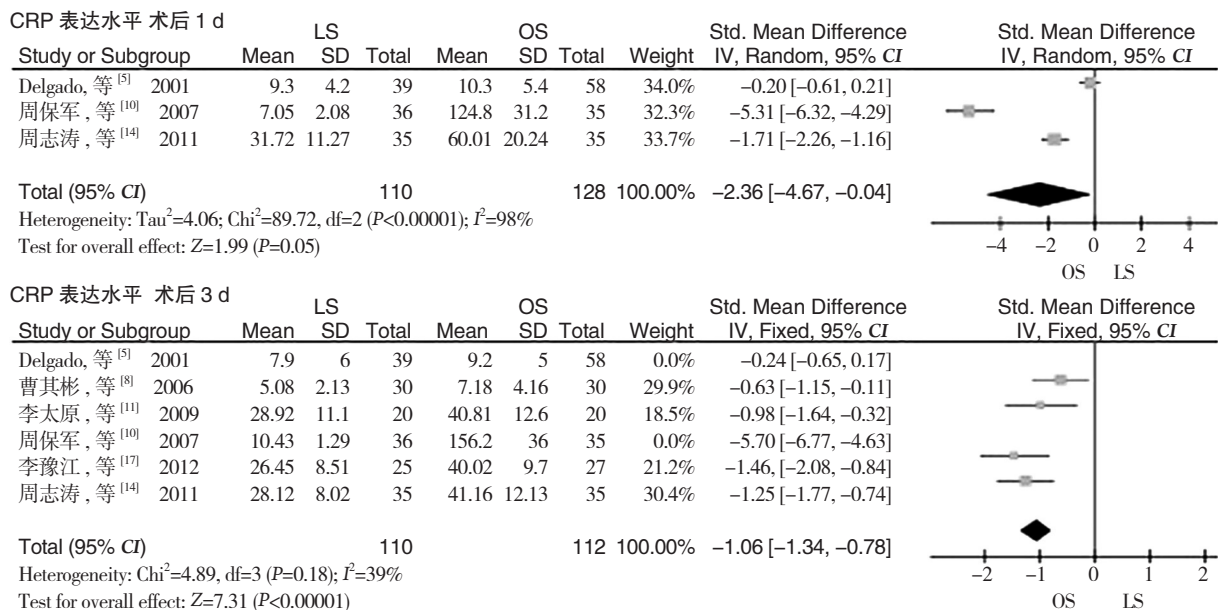 CRP 表达水平 术后 1 d
LS OS Std. Mean Difference Std. Mean Difference
Study or Subgroup Mean SD Total Mean SD Total Weight IV, Random, 95% CI IV, Random, 95% CI
Delgado, 等 [5] 2001 9.3 4.2 39 10.3 5.4 58 34.0% −0.20 [−0.61, 0.21]
周保军, 等 [10] 2007 7.05 2.08 36 124.8 31.2 35 32.3% −5.31 [−6.32, −4.29]
周志涛, 等 [14] 2011 31.72 11.27 35 60.01 20.24 35 33.7% −1.71 [−2.26, −1.16]
Total (95% CI) 110 128 100.00% −2.36 [−4.67, −0.04]
Heterogeneity: Tau²=4.06; Chi²=89.72, df=2 (P<0.00001); I²=98%
Test for overall effect: Z=1.99 (P=0.05)
−4 −2 0 2 4
OS LS
CRP 表达水平 术后 3 d
LS OS Std. Mean Difference Std. Mean Difference
Study or Subgroup Mean SD Total Mean SD Total Weight IV, Fixed, 95% CI IV, Fixed, 95% CI
Delgado, 等 [5] 2001 7.9 6 39 9.2 5 58 0.0% −0.24 [−0.65, 0.17]
曹其彬, 等 [8] 2006 5.08 2.13 30 7.18 4.16 30 29.9% −0.63 [−1.15, −0.11]
李太原, 等 [11] 2009 28.92 11.1 20 40.81 12.6 20 18.5% −0.98 [−1.64, −0.32]
周保军, 等 [10] 2007 10.43 1.29 36 156.2 36 35 0.0% −5.70 [−6.77, −4.63]
李豫江, 等 [17] 2012 26.45 8.51 25 40.02 9.7 27 21.2% −1.46, [−2.08, −0.84]
周志涛, 等 [14] 2011 28.12 8.02 35 41.16 12.13 35 30.4% −1.25 [−1.77, −0.74]
Total (95% CI) 110 112 100.00% −1.06 [−1.34, −0.78]
Heterogeneity: Chi²=4.89, df=3 (P=0.18); I²=39%
Test for overall effect: Z=7.31 (P<0.00001)
−2 −1 0 1 2
OS LS